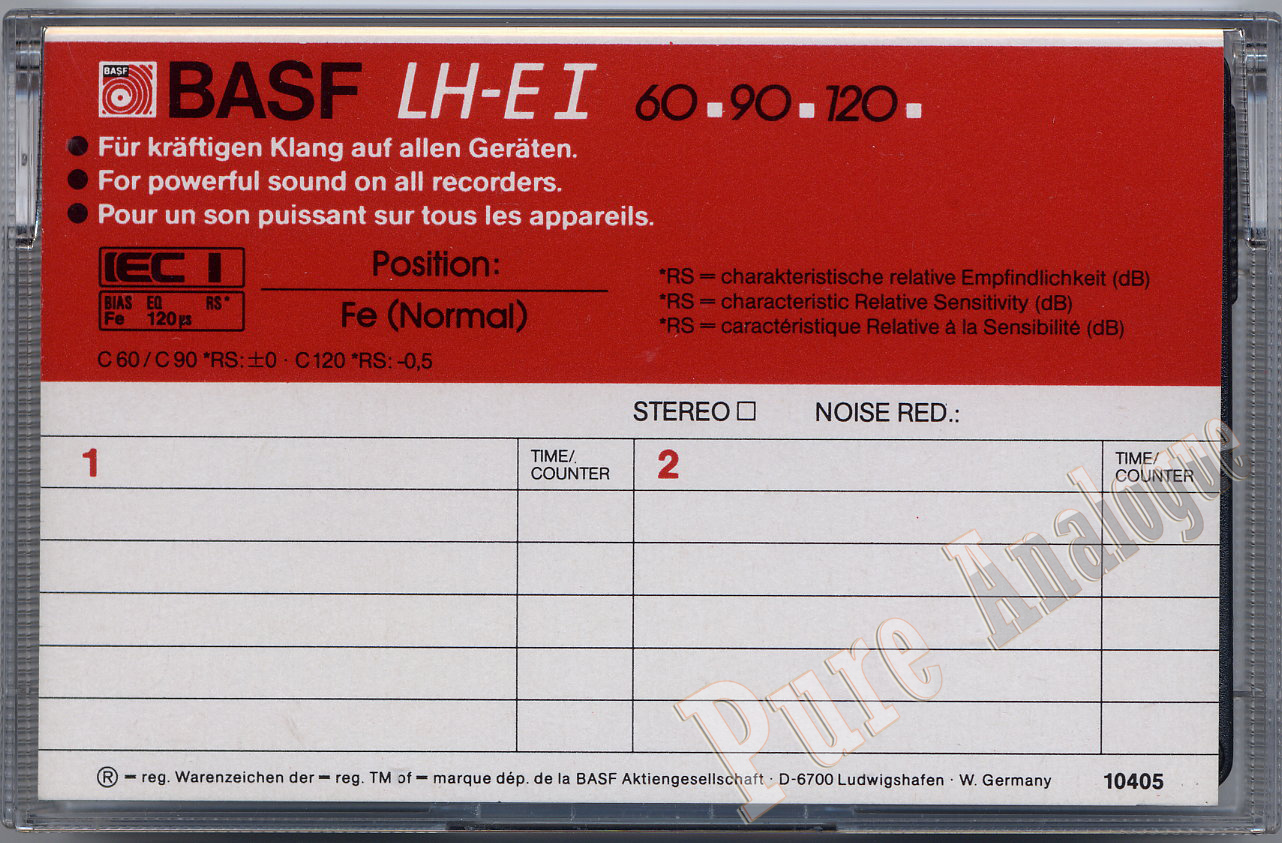 BASF BASF LH-E I 60 ▪ 90 ▪ 120 ▪
● Für kräftigen Klang auf allen Geräten.
● For powerful sound on all recorders.
● Pour un son puissant sur tous les appareils.
IEC I
BIAS EQ RS*
Fe 120µs
Position:
Fe (Normal)
*RS = charakteristische relative Empfindlichkeit (dB)
*RS = characteristic Relative Sensitivity (dB)
*RS = caractéristique Relative à la Sensibilité (dB)
C 60 / C 90 *RS: ±0 · C 120 *RS: -0,5
STEREO □ NOISE RED.:
1 TIME/ COUNTER 2 TIME/ COUNTER
Pure Analogue
® = reg. Warenzeichen der = reg. TM of = marque dép. de la BASF Aktiengesellschaft · D-6700 Ludwigshafen · W. Germany 10405